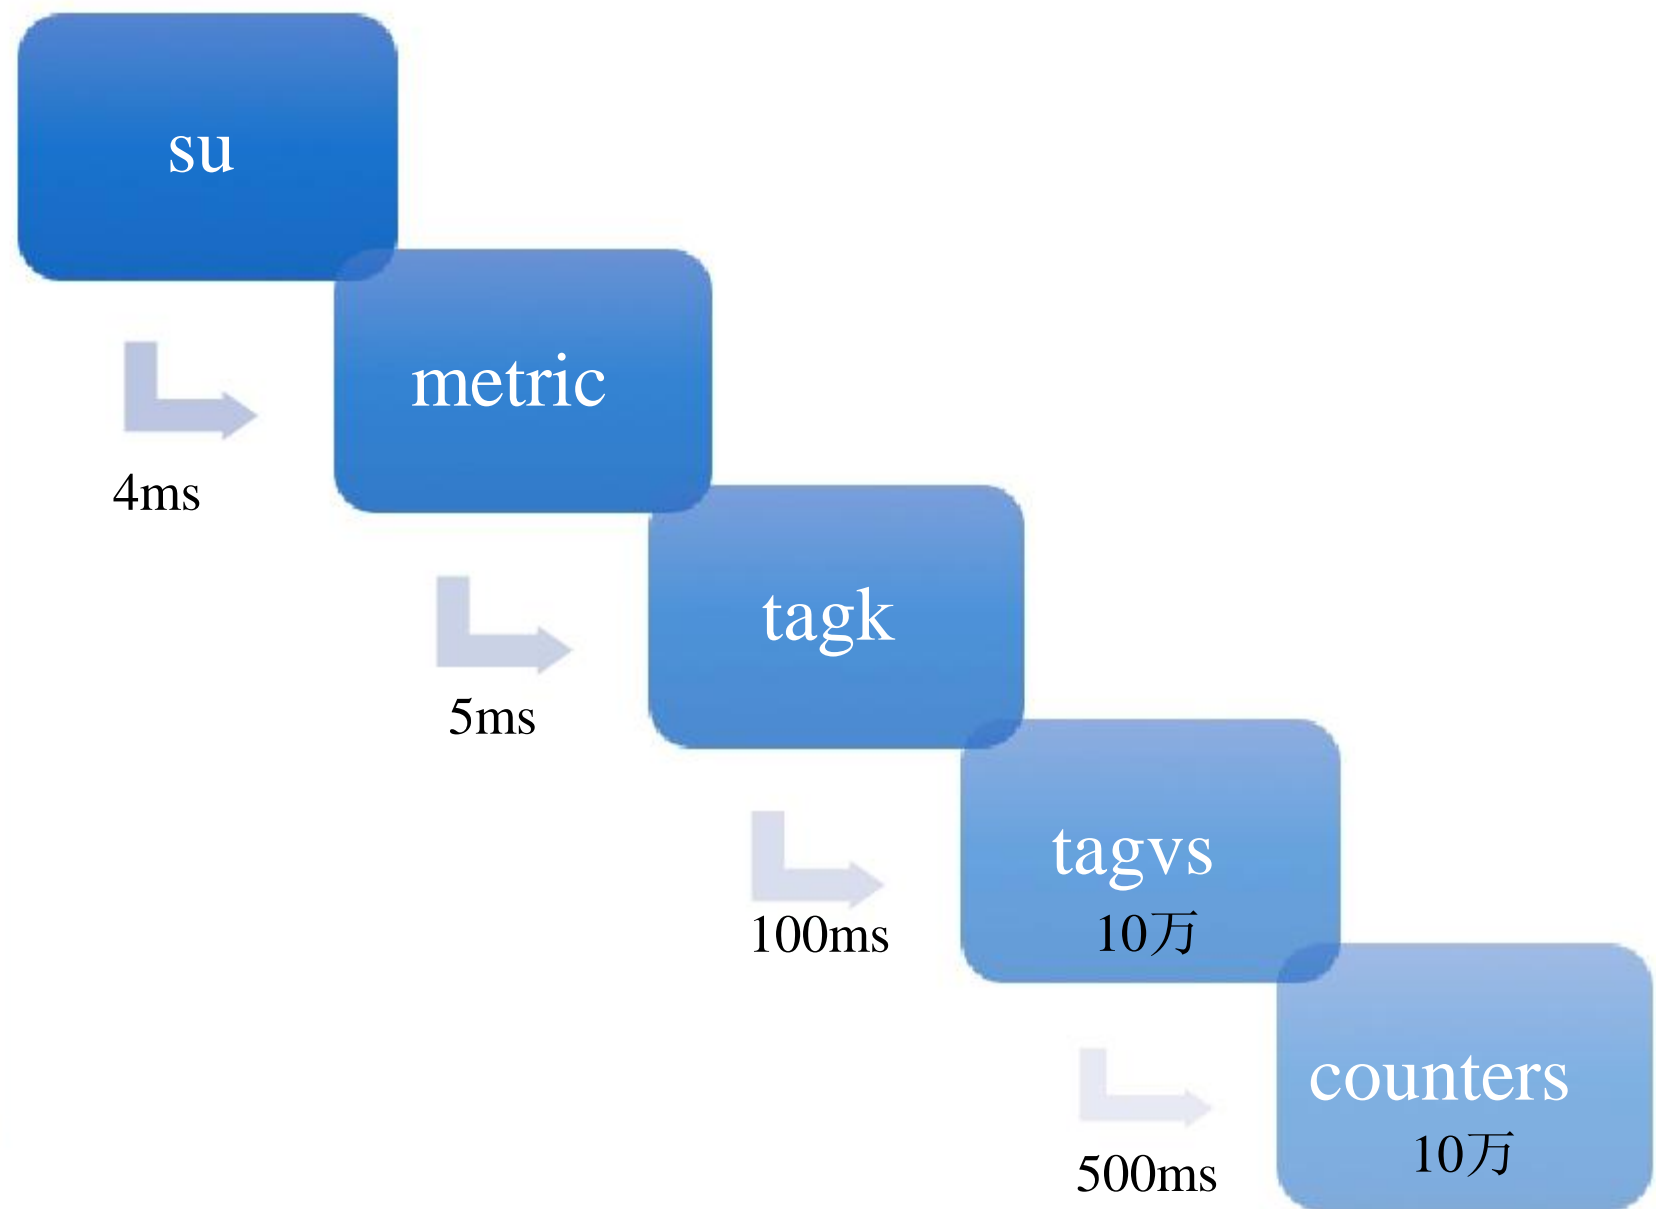 su
metric
4ms
tagk
5ms
tagvs
10万
100ms
counters
10万
500ms